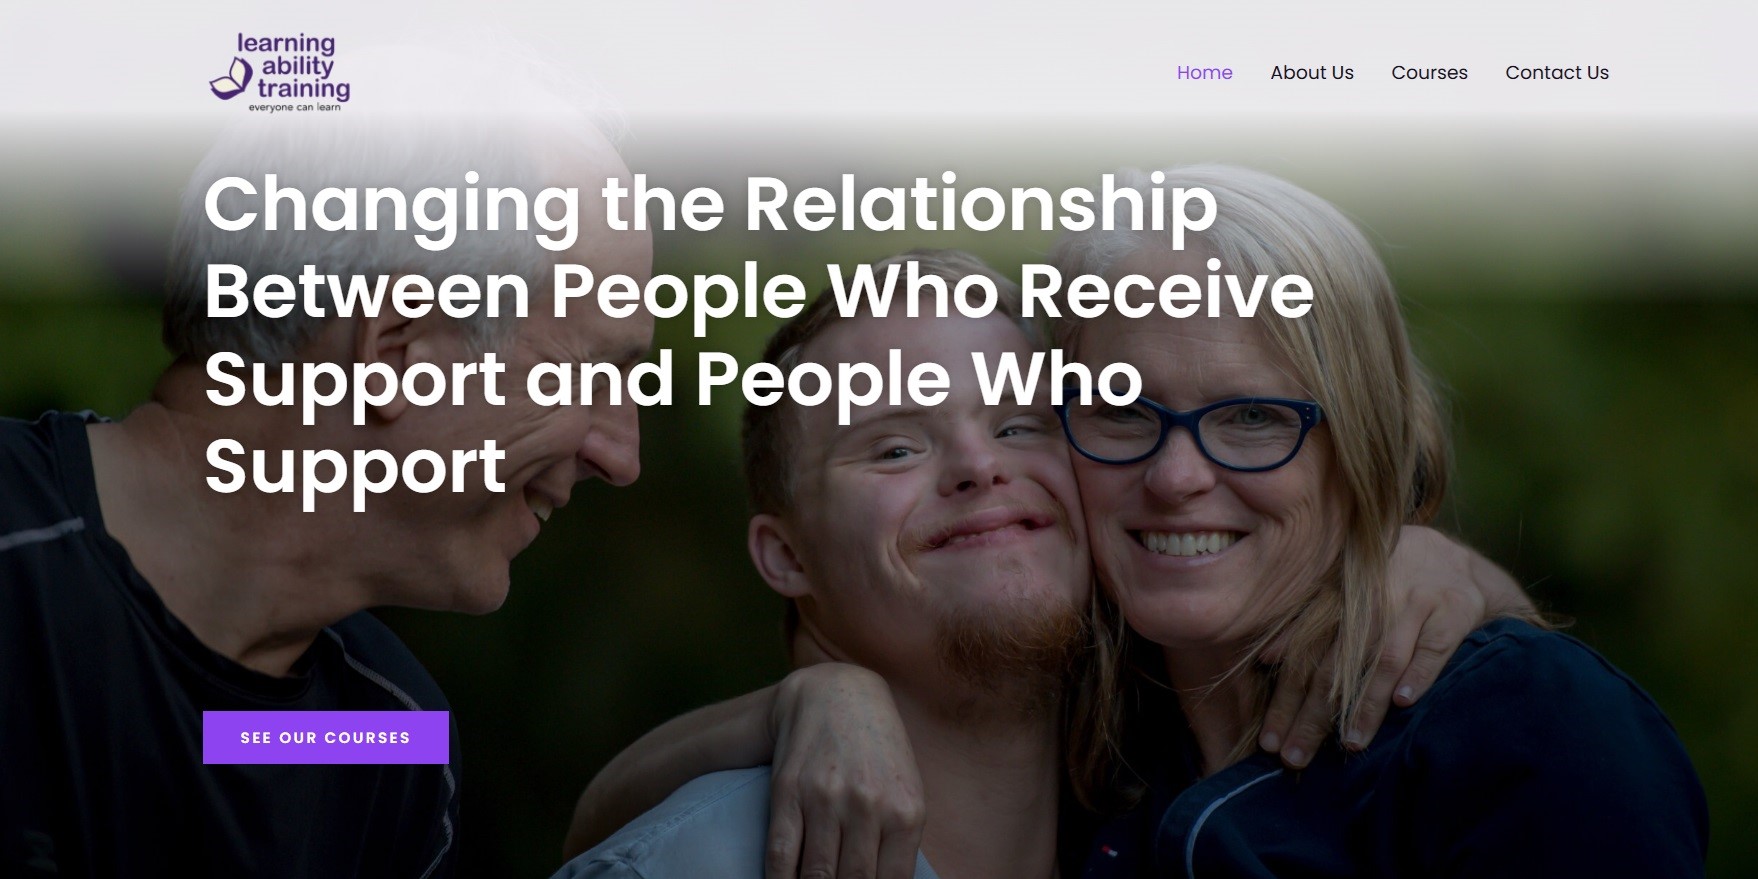 learning
ability
training
everyone can learn
Home
About Us
Courses
Contact Us
Changing the Relationship
Between People Who Receive
Support and People Who
Support
SEE OUR COURSES